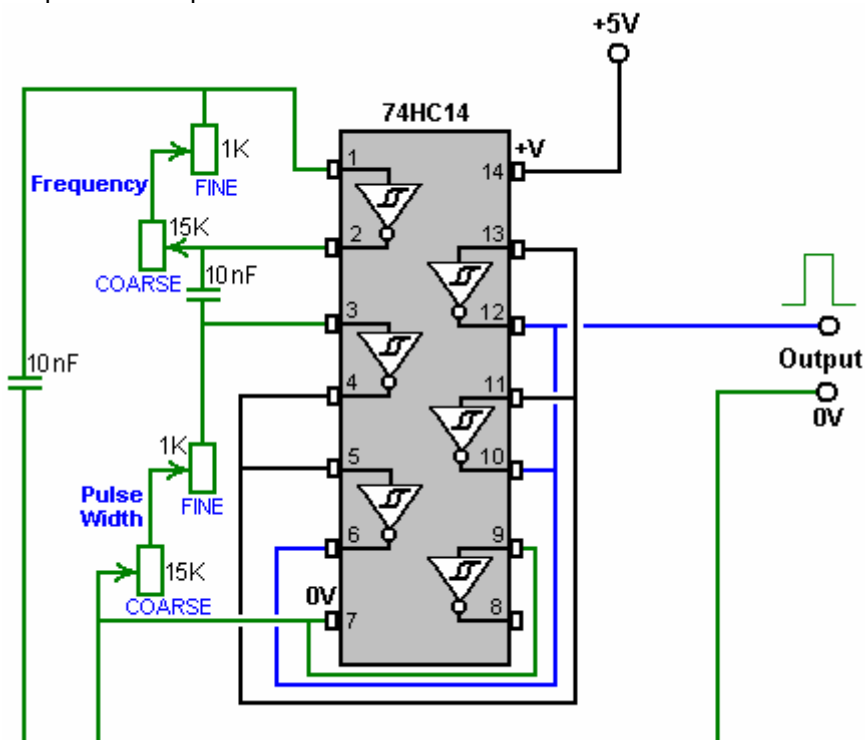 +5V
74HC14
+V
1
14
1K
Frequency
FINE
15K
2
13
COARSE
10nF
3
12
Output
10nF
4
11
0V
1K
5
10
Pulse
Width
FINE
6
9
15K
0V
COARSE
7
8